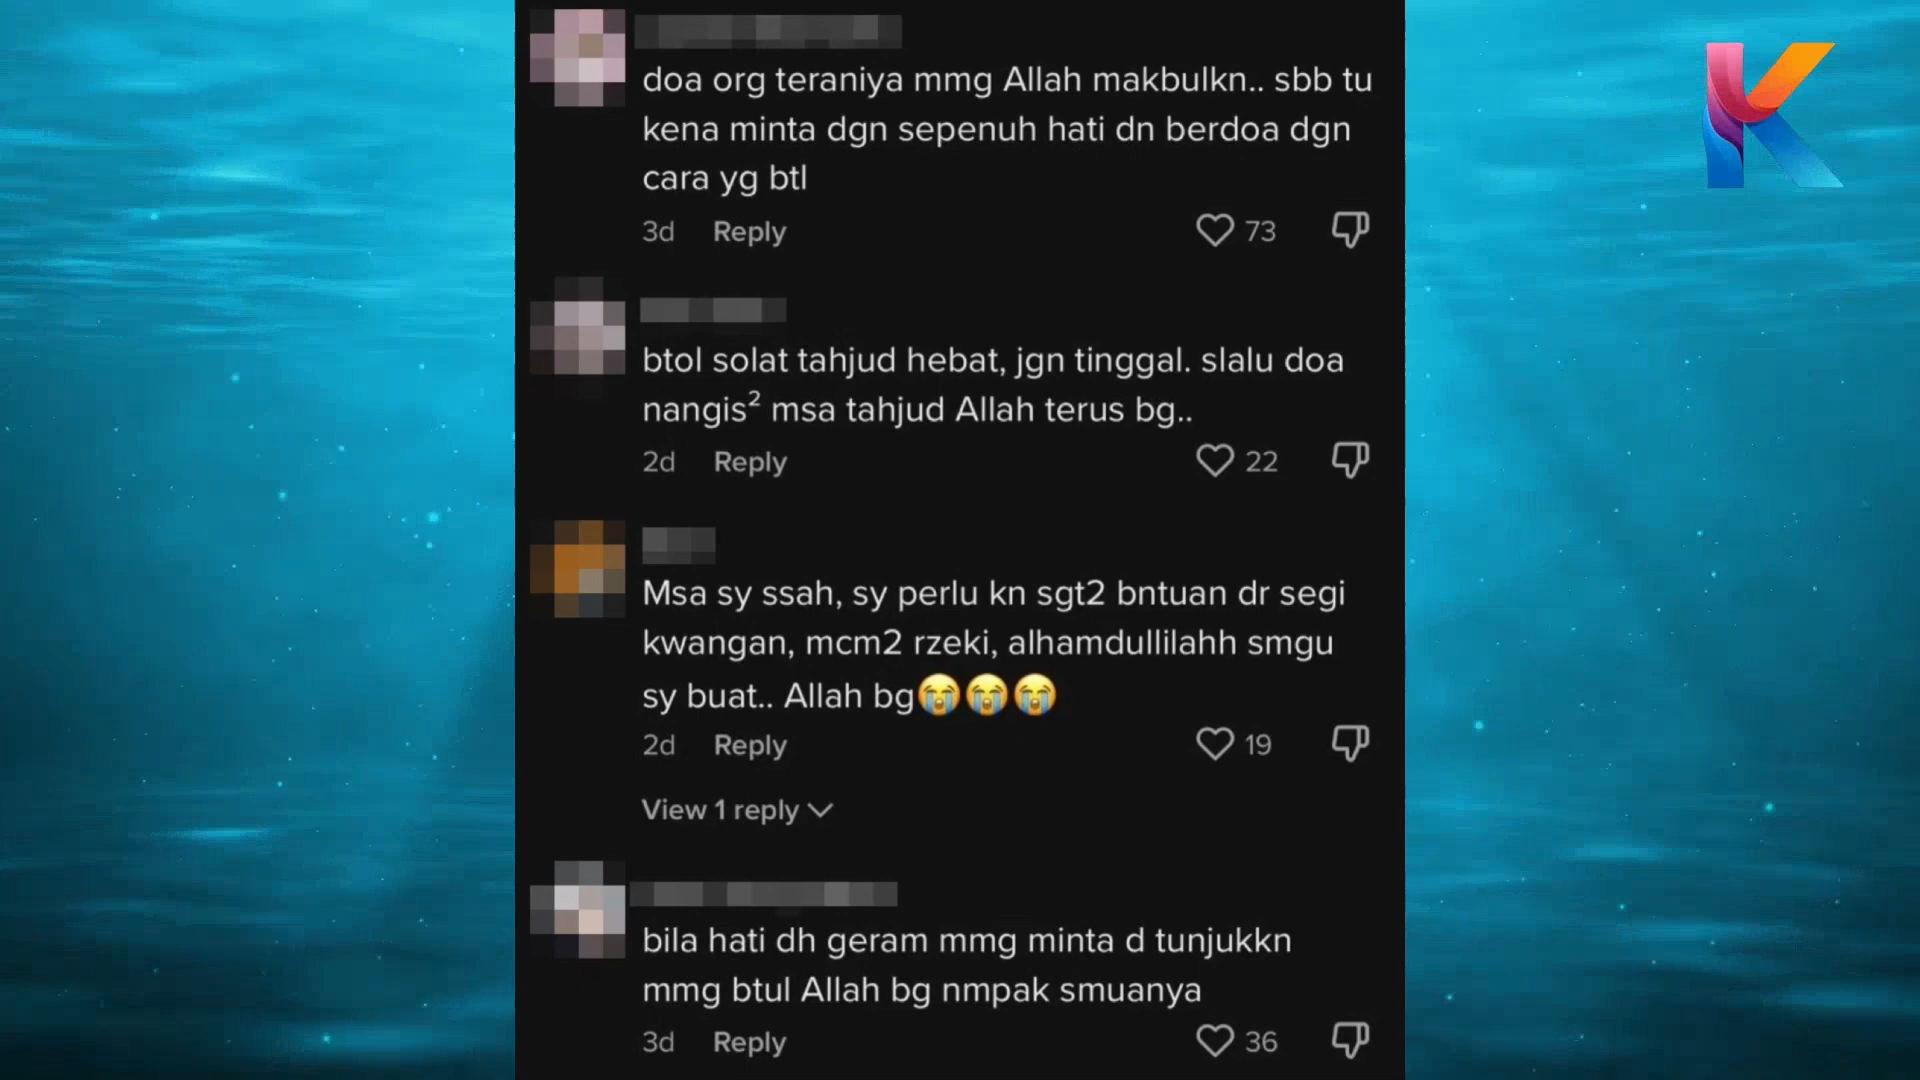 doa org teraniya mmg Allah makbulkn.. sbb tu
kena minta dgn sepenuh hati dn berdoa dgn
cara yg btl
3d Reply 73
btol solat tahjud hebat, jgn tinggal. slalu doa
nangis² msa tahjud Allah terus bg..
2d Reply 22
Msa sy ssah, sy perlu kn sgt2 bntuan dr segi
kwangan, mcm2 rzeki, alhamdullilahh smgu
sy buat.. Allah bg😭😭😭
2d Reply 19
View 1 reply
bila hati dh geram mmg minta d tunjukkn
mmg btul Allah bg nmpak smuanya
3d Reply 36
K